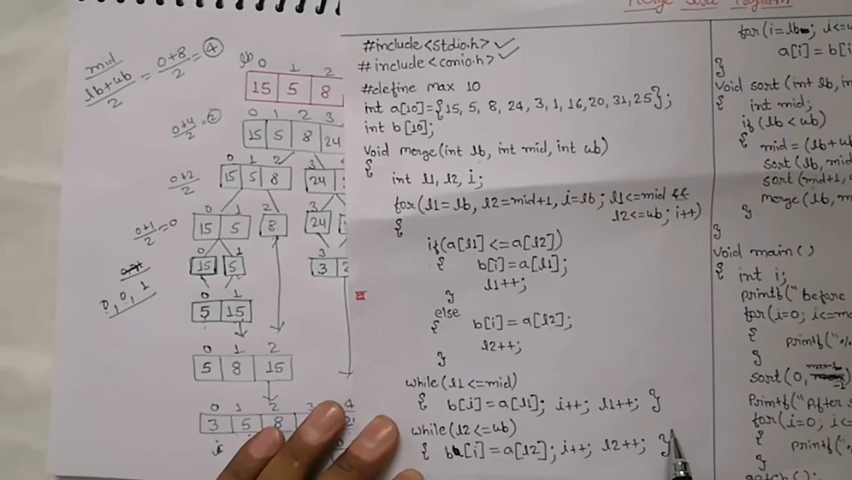 Merge Sort Program
mid
lb+ub/2 = 0+8/2 = 4
lb 0 1 2
15 5 8
0+4/2 = 2
0 1 2 3
15 5 8 24
0+2/2
0 1 2 3
15 5 8 24
0+1/2 = 0
0 1 2 3
15 5 8 24
0 1 3
15 5 3 2
0, 0, 1
0 1
5 15
0 1 2
5 8 15
0 1 2 3 4
3 5 8
i
#include<stdio.h>
#include<conio.h>
#define max 10
int a[10]={15, 5, 8, 24, 3, 1, 16, 20, 31, 25};
int b[10];
void merge(int lb, int mid, int ub)
{
int l1, l2, i;
for(l1=lb, l2=mid+1, i=lb; l1<=mid &&
l2<=ub; i++)
{
if(a[l1]<=a[l2])
{ b[i]=a[l1];
l1++;
}
else
{ b[i]=a[l2];
l2++;
}
while(l1<=mid)
{ b[i]=a[l1]; i++; l1++; }
while(l2<=ub)
{ b[i]=a[l2]; i++; l2++; }
for(i=lb; i<=u
a[i]=b[i
}
void sort (int lb, in
{ int mid;
if(lb<ub)
{ mid=(lb+u
sort(lb, mid
sort(mid+1, u
merge(lb, m
}
}
void main()
{ int i;
printf("before
for(i=0; i<=m
{
printf("%
}
sort(0,
Printf("After s
for(i=0; i<=
{
printf("%
}
getch();